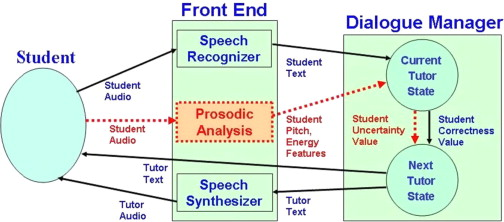 Front End
Dialogue Manager
Student
Speech
Recognizer
Student
Audio
Student
Text
Current
Tutor
State
Prosodic
Analysis
Student
Audio
Student
Pitch,
Energy
Features
Student
Uncertainty
Value
Student
Correctness
Value
Tutor
Text
Next
Tutor
State
Speech
Synthesizer
Tutor
Audio
Tutor
Text